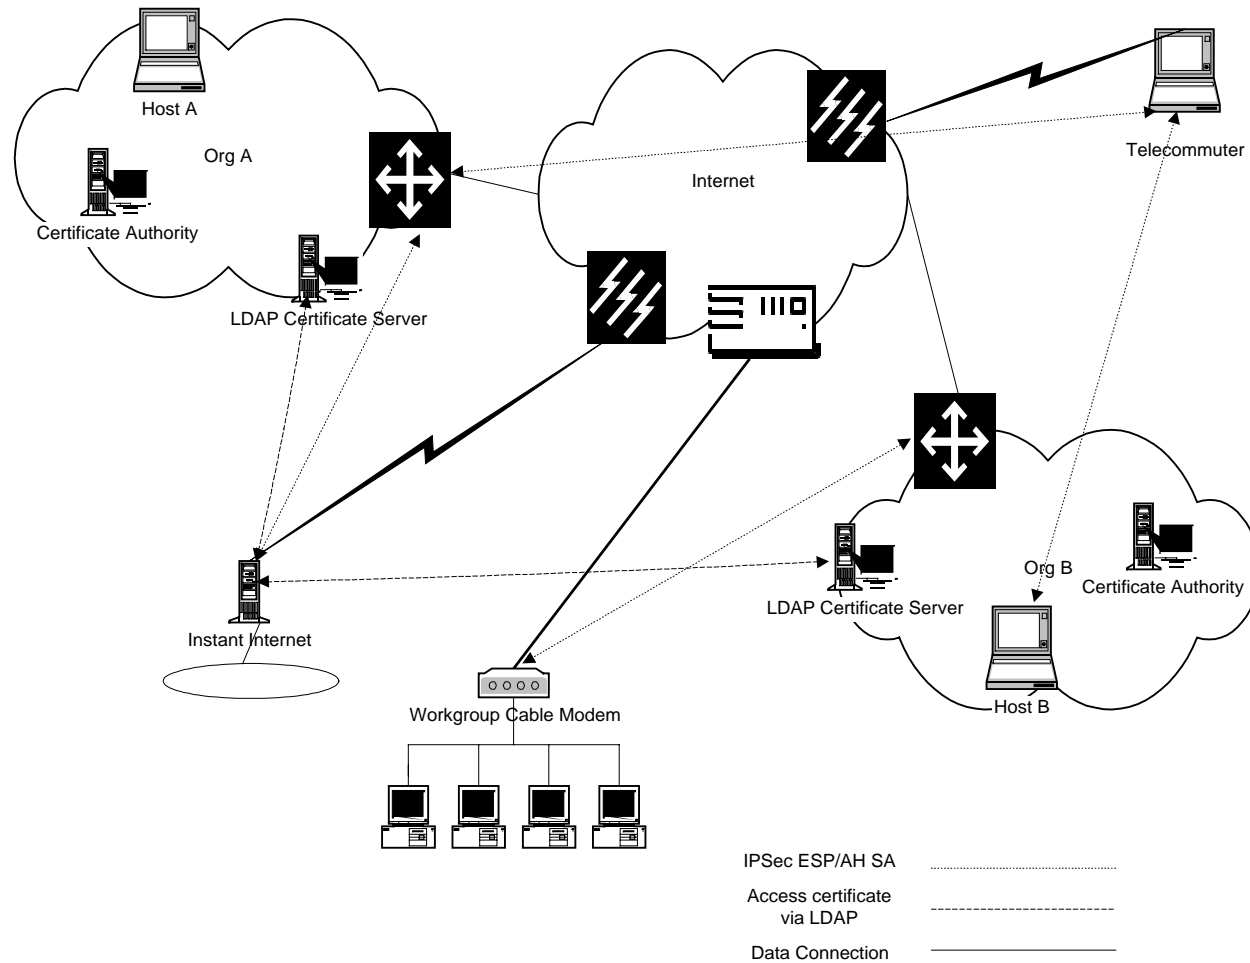 Host A
Org A
Certificate Authority
LDAP Certificate Server
Internet
Telecommuter
Instant Internet
Workgroup Cable Modem
LDAP Certificate Server
Org B
Certificate Authority
Host B
IPSec ESP/AH SA
Access certificate
via LDAP
Data Connection